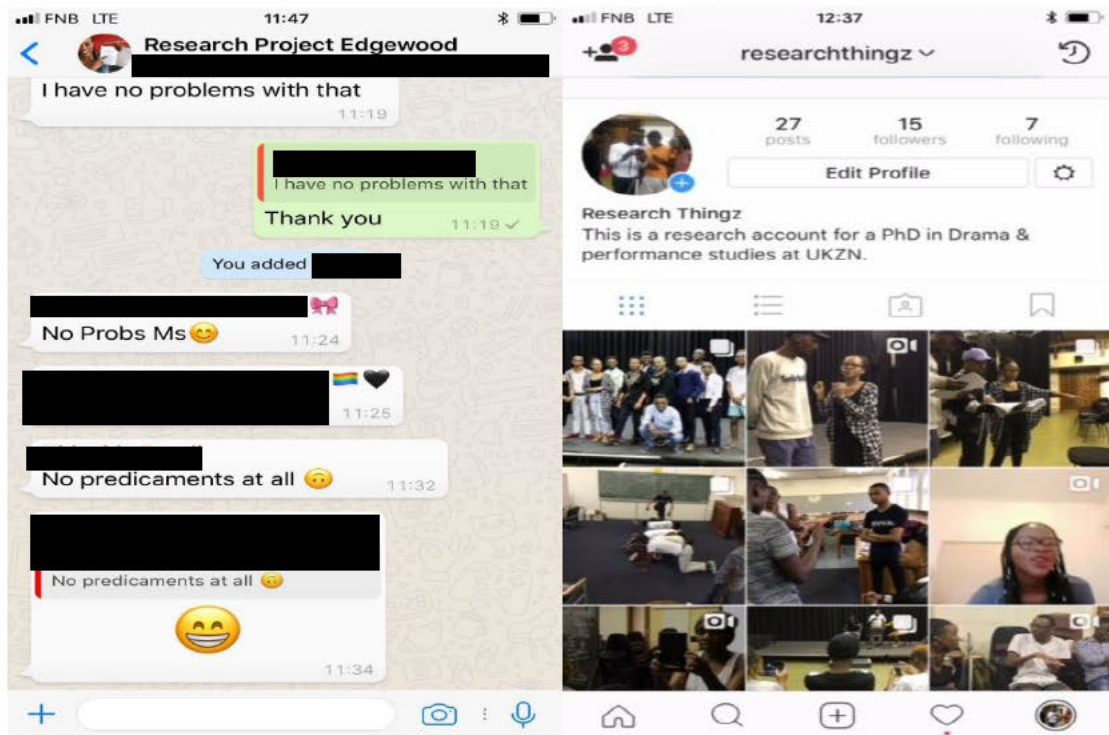 FNB LTE 11:47
Research Project Edgewood
I have no problems with that
11:19
I have no problems with that
Thank you 11:19
You added
No Probs Ms 11:24
11:25
No predicaments at all 11:32
No predicaments at all
11:34
FNB LTE 12:37
3
researchthingz
27 15 7
posts followers following
Edit Profile
Research Thingz
This is a research account for a PhD in Drama &
performance studies at UKZN.